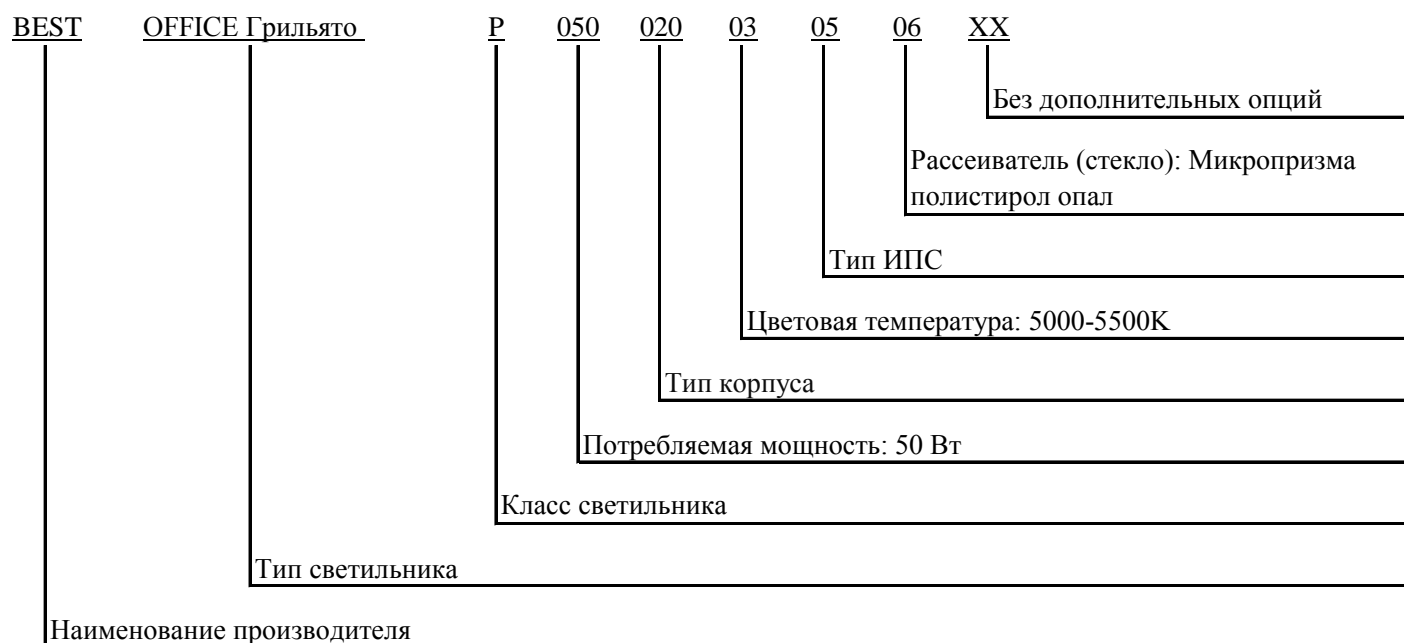 BEST OFFICE Грильято P 050 020 03 05 06 XX
Без дополнительных опций
Рассеиватель (стекло): Микропризма
полистирол опал
Тип ИПС
Цветовая температура: 5000-5500K
Тип корпуса
Потребляемая мощность: 50 Вт
Класс светильника
Тип светильника
Наименование производителя